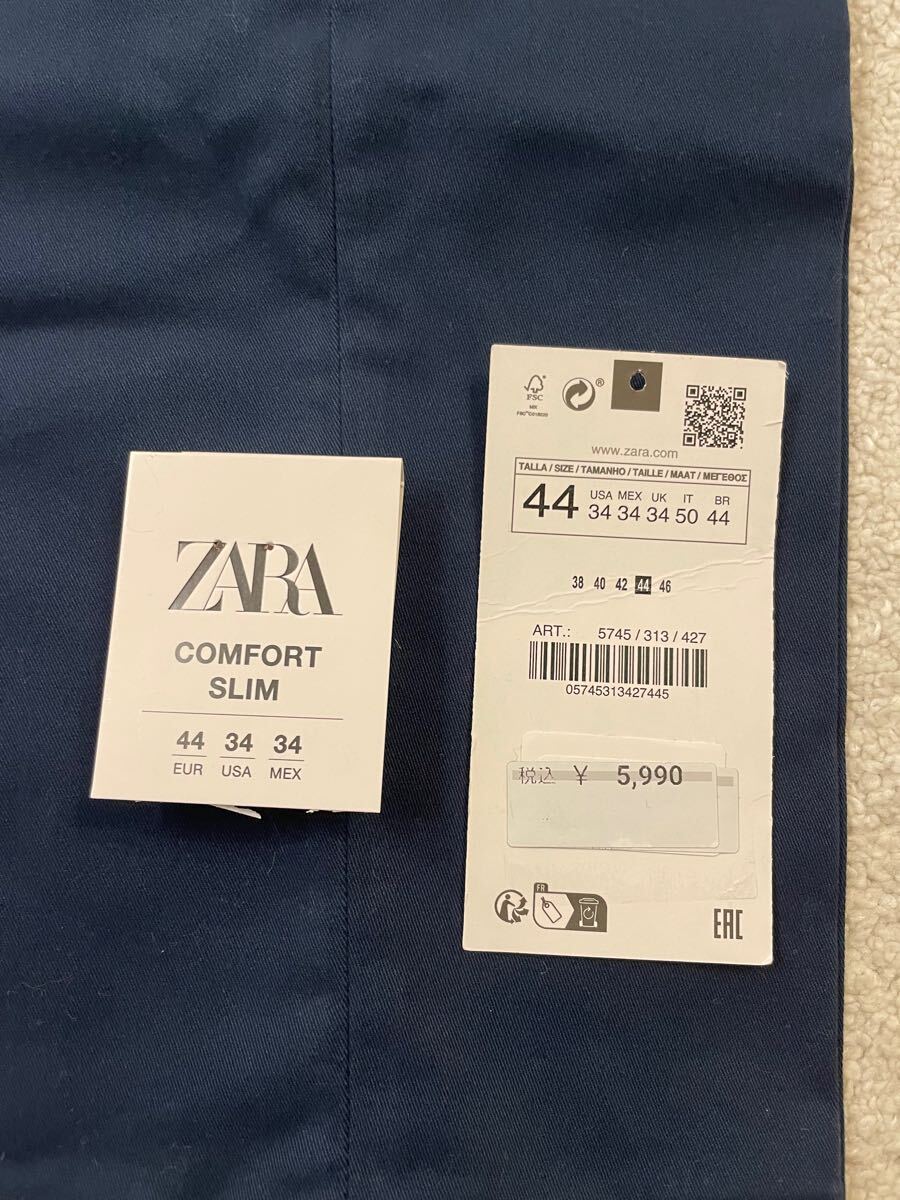 ZARA
COMFORT
SLIM
44 34 34
EUR USA MEX
FSC
MIX
®
www.zara.com
TALLA / SIZE / TAMANHO / TAILLE / MAAT / ΜΕΓΕΘΟΣ
44 USA MEX UK IT BR
34 34 34 50 44
38 40 42 44 46
ART.: 5745 / 313 / 427
05745313427445
税込 ¥ 5,990
FR
EAC